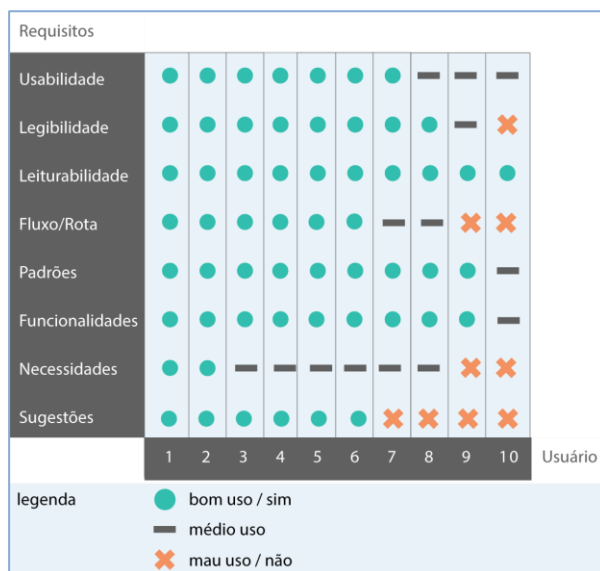 Requisitos
Usabilidade
Legibilidade
Leiturabilidade
Fluxo/Rota
Padrões
Funcionalidades
Necessidades
Sugestões
1 2 3 4 5 6 7 8 9 10 Usuário
legenda bom uso / sim
médio uso
mau uso / não